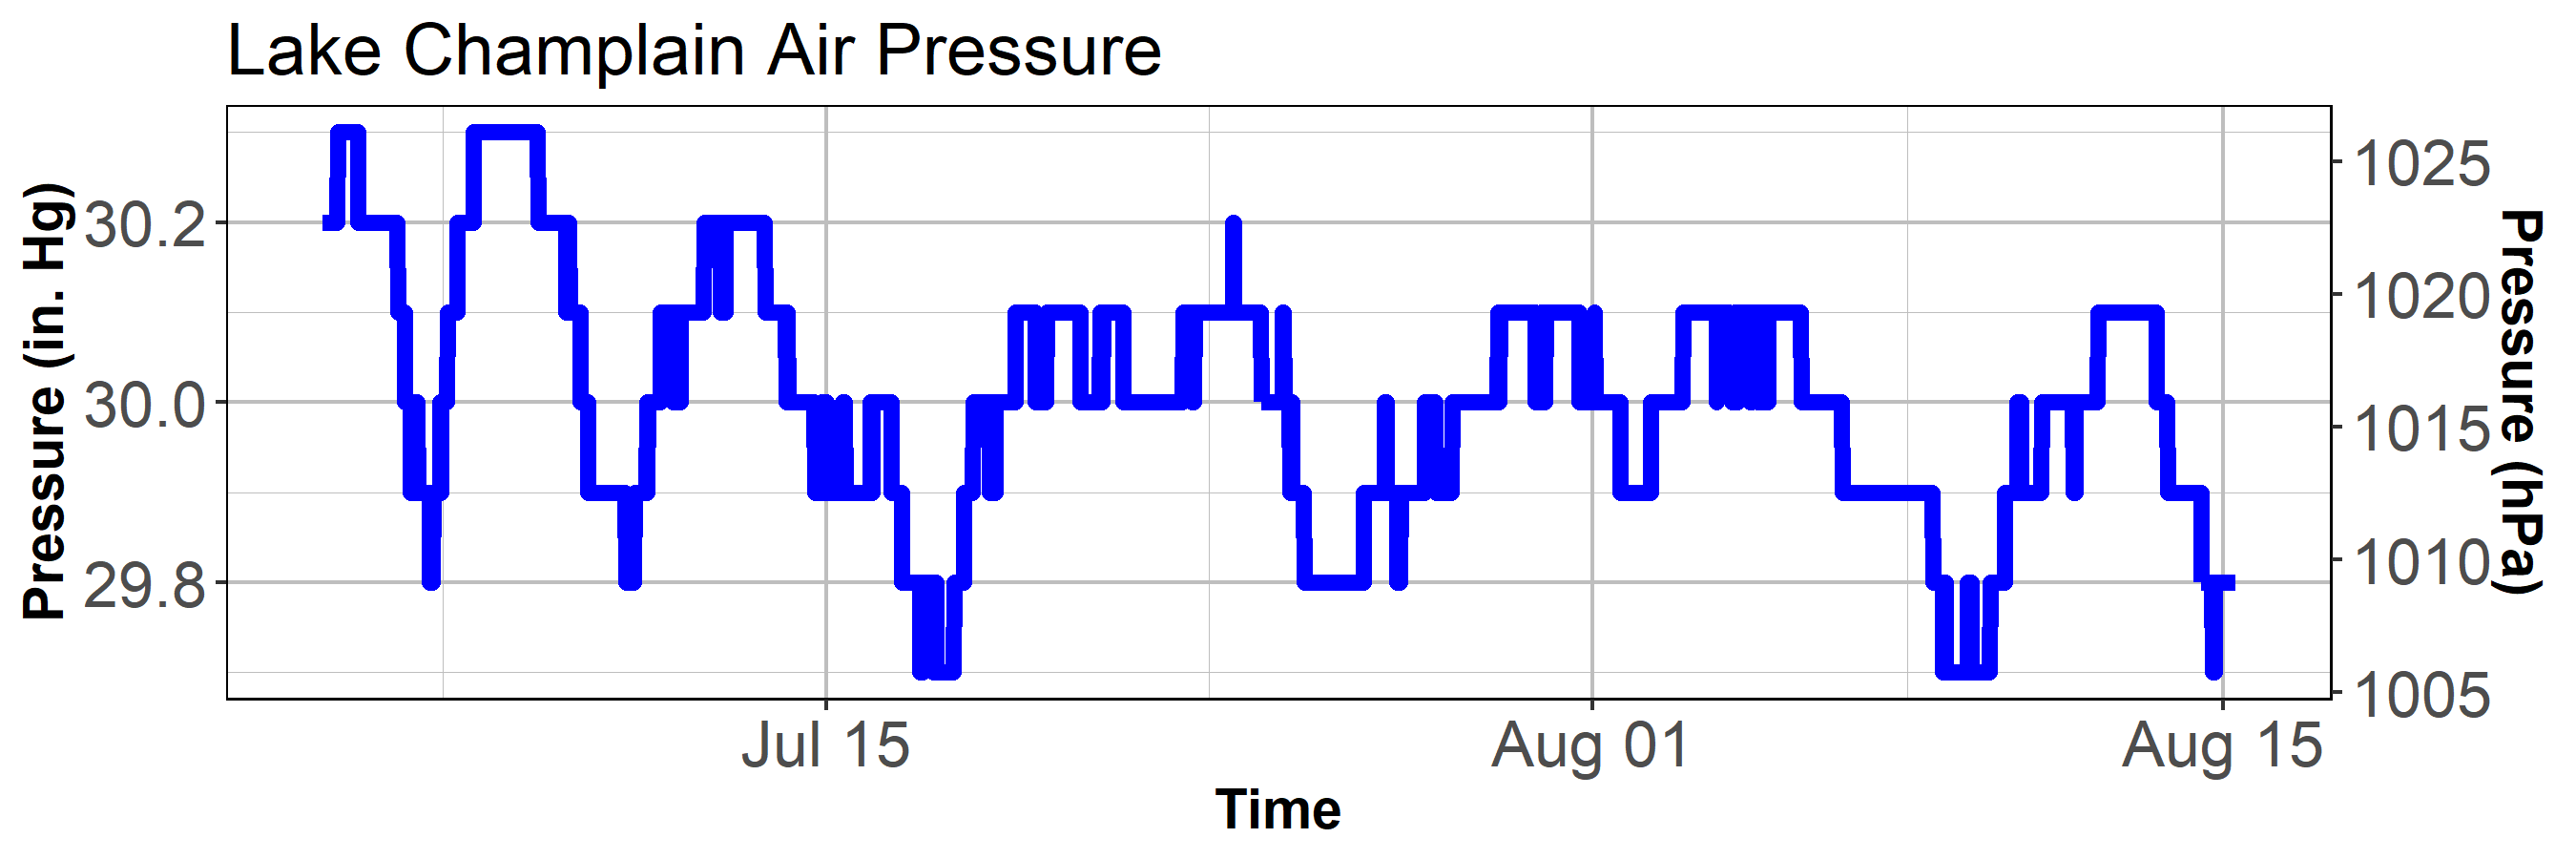 Lake Champlain Air Pressure
Pressure (in. Hg)
30.2
30.0
29.8
1025
1020
1015
1010
1005
Pressure (hPa)
Jul 15
Aug 01
Aug 15
Time